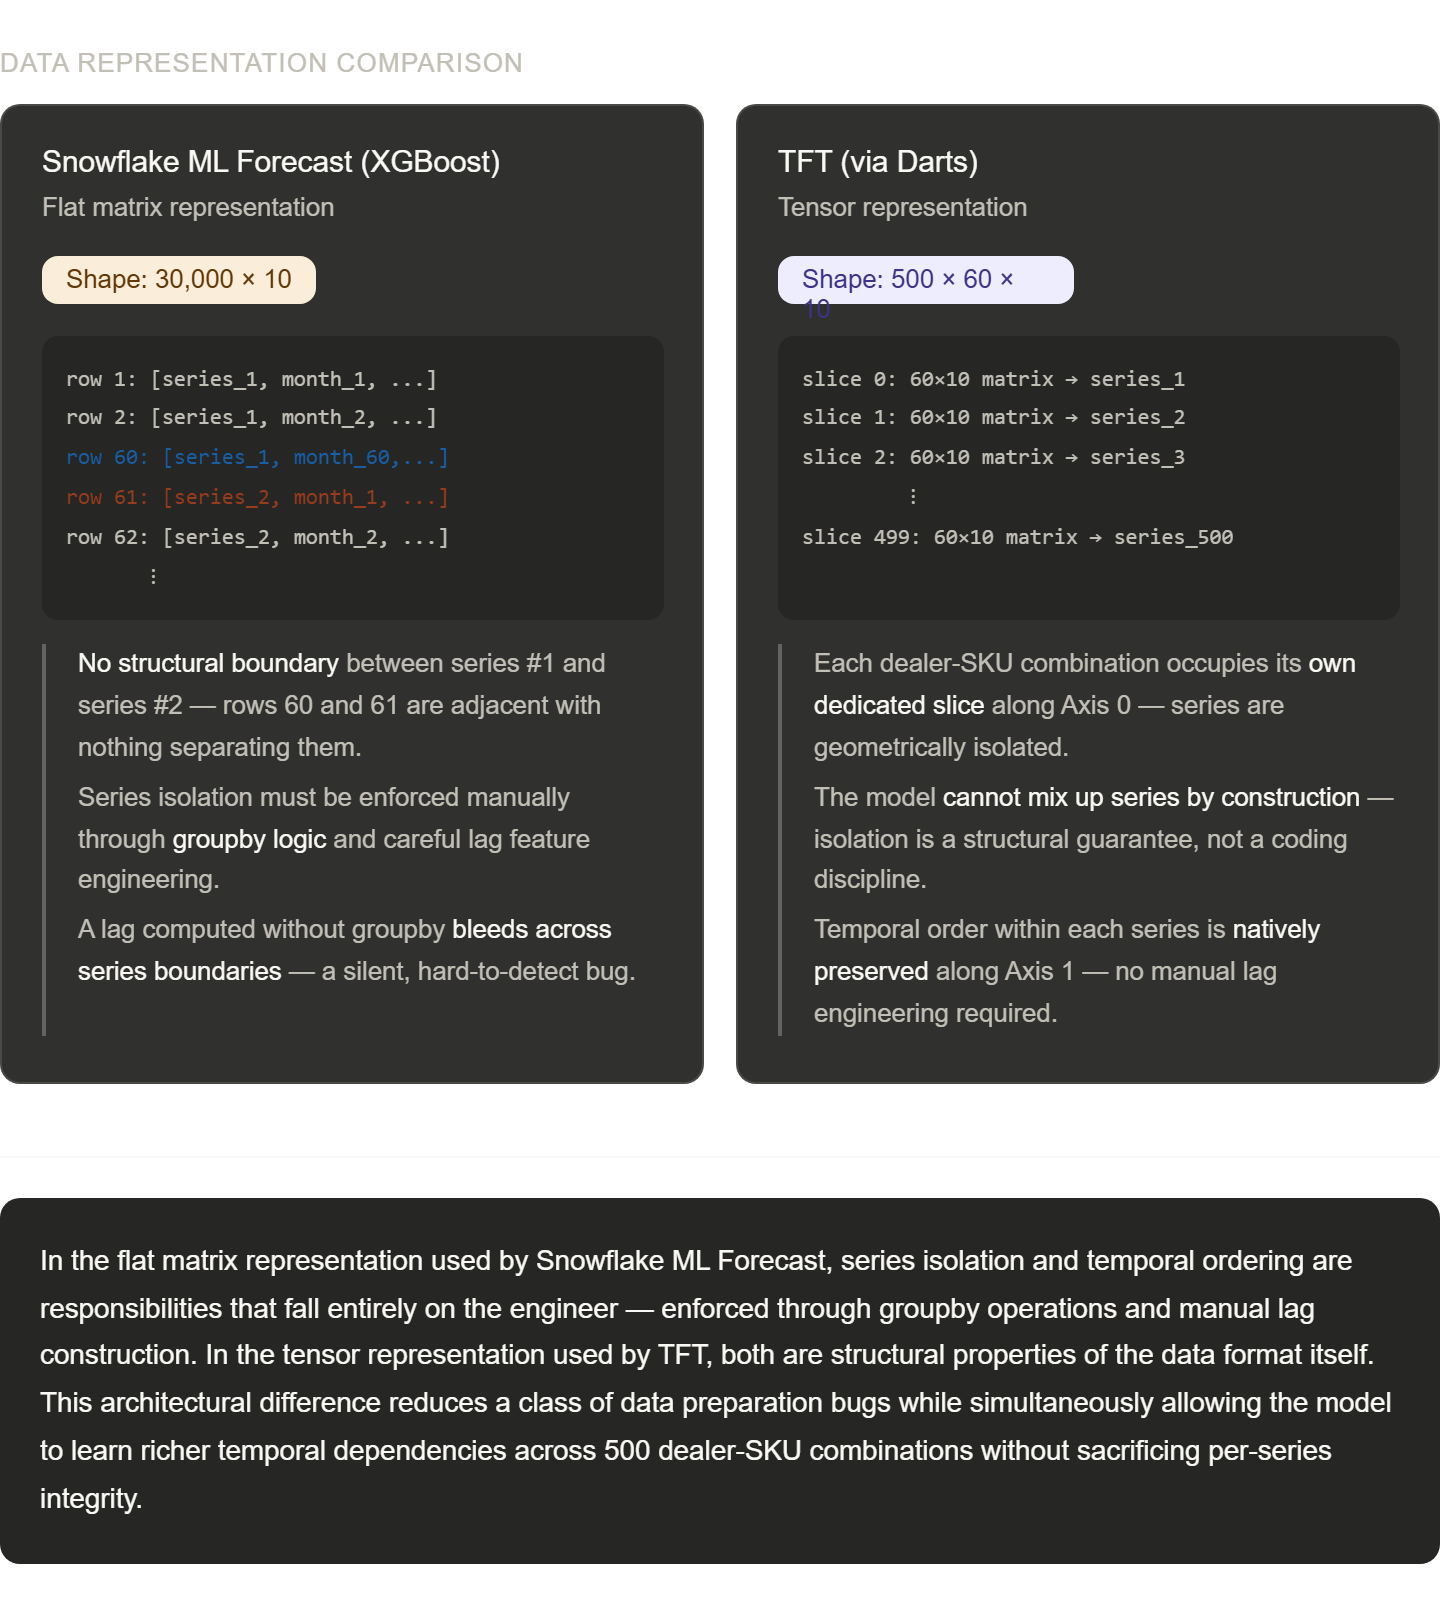 DATA REPRESENTATION COMPARISON
Snowflake ML Forecast (XGBoost)
Flat matrix representation
Shape: 30,000 × 10
row 1: [series_1, month_1, ...]
row 2: [series_1, month_2, ...]
row 60: [series_1, month_60,...]
row 61: [series_2, month_1, ...]
row 62: [series_2, month_2, ...]
⋮
No structural boundary between series #1 and
series #2 — rows 60 and 61 are adjacent with
nothing separating them.
Series isolation must be enforced manually
through groupby logic and careful lag feature
engineering.
A lag computed without groupby bleeds across
series boundaries — a silent, hard-to-detect bug.
TFT (via Darts)
Tensor representation
Shape: 500 × 60 ×
10
slice 0: 60×10 matrix → series_1
slice 1: 60×10 matrix → series_2
slice 2: 60×10 matrix → series_3
⋮
slice 499: 60×10 matrix → series_500
Each dealer-SKU combination occupies its own
dedicated slice along Axis 0 — series are
geometrically isolated.
The model cannot mix up series by construction —
isolation is a structural guarantee, not a coding
discipline.
Temporal order within each series is natively
preserved along Axis 1 — no manual lag
engineering required.
In the flat matrix representation used by Snowflake ML Forecast, series isolation and temporal ordering are
responsibilities that fall entirely on the engineer — enforced through groupby operations and manual lag
construction. In the tensor representation used by TFT, both are structural properties of the data format itself.
This architectural difference reduces a class of data preparation bugs while simultaneously allowing the model
to learn richer temporal dependencies across 500 dealer-SKU combinations without sacrificing per-series
integrity.